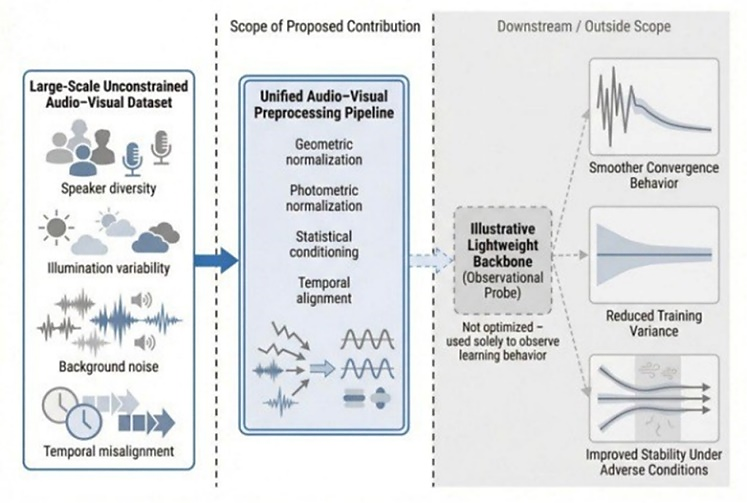 Scope of Proposed Contribution
Downstream / Outside Scope
Large-Scale Unconstrained
Audio–Visual Dataset
Speaker diversity
Illumination variability
Background noise
Temporal misalignment
Unified Audio–Visual
Preprocessing Pipeline
Geometric
normalization
Photometric
normalization
Statistical
conditioning
Temporal
alignment
Illustrative
Lightweight
Backbone
(Observational
Probe)
Not optimized –
used solely to observe
learning behavior
Smoother Convergence
Behavior
Reduced Training
Variance
Improved Stability Under
Adverse Conditions